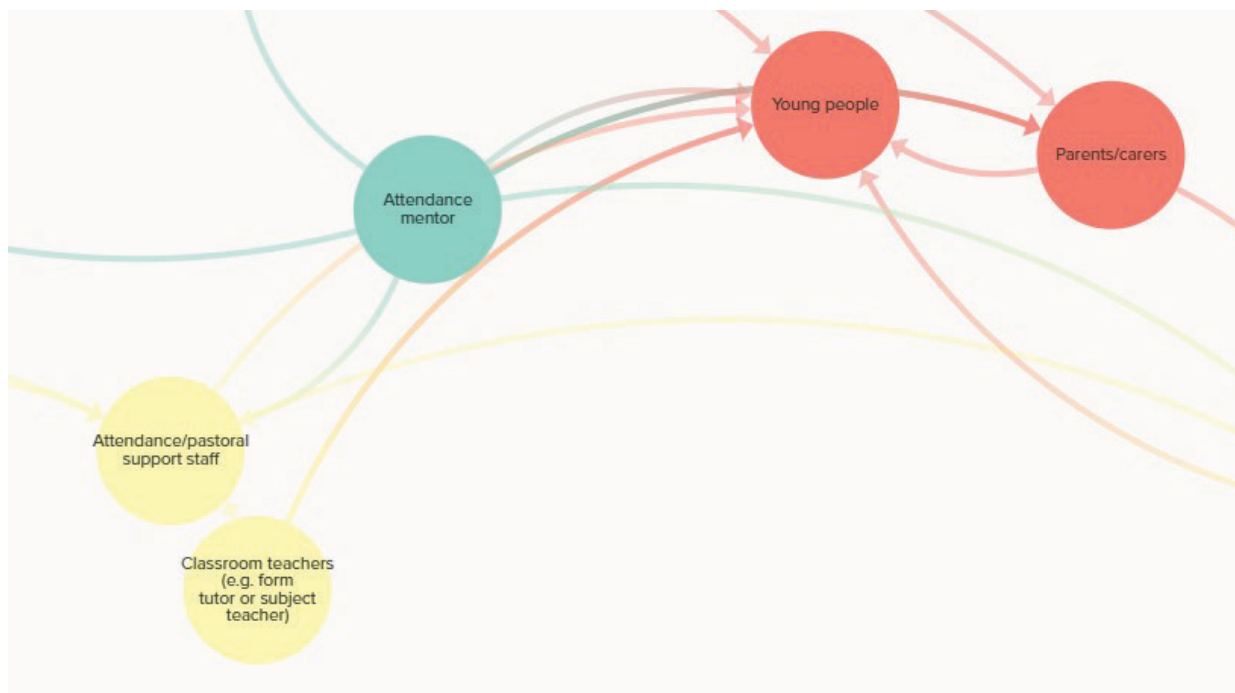 Young people
Parents/carers
Attendance
mentor
Attendance/pastoral
support staff
Classroom teachers
(e.g. form
tutor or subject
teacher)